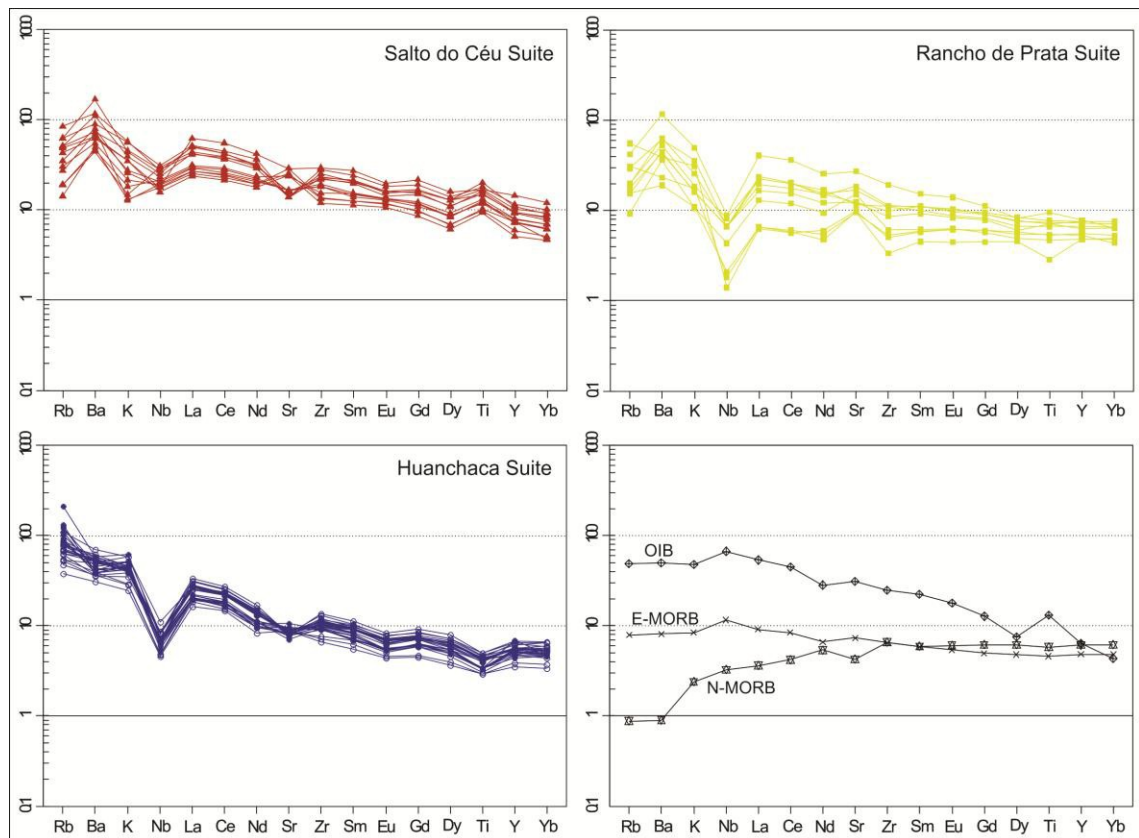 Salto do Céu Suite
1000
100
10
1
0.1
Rb Ba K Nb La Ce Nd Sr Zr Sm Eu Gd Dy Ti Y Yb
Rancho de Prata Suite
1000
100
10
1
0.1
Rb Ba K Nb La Ce Nd Sr Zr Sm Eu Gd Dy Ti Y Yb
Huanchaca Suite
1000
100
10
1
0.1
Rb Ba K Nb La Ce Nd Sr Zr Sm Eu Gd Dy Ti Y Yb
1000
100
10
1
0.1
OIB
E-MORB
N-MORB
Rb Ba K Nb La Ce Nd Sr Zr Sm Eu Gd Dy Ti Y Yb